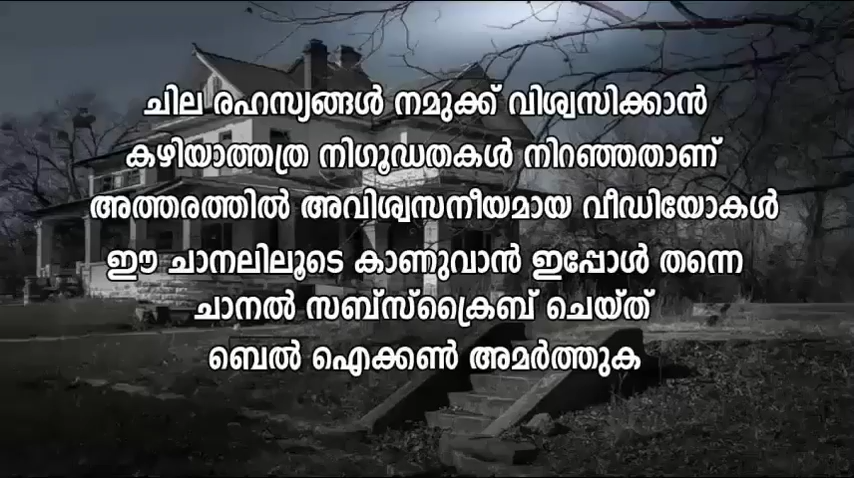 ചില രഹസ്യങ്ങൾ നമുക്ക് വിശ്വസിക്കാൻ
കഴിയാത്തത്ര നിഗൂഡതകൾ നിറഞ്ഞതാണ്
അത്തരത്തിൽ അവിശ്വസനീയമായ വീഡിയോകൾ
ഈ ചാനലിലൂടെ കാണുവാൻ ഇപ്പോൾ തന്നെ
ചാനൽ സബ്സ്ക്രൈബ് ചെയ്ത്
ബെൽ ഐക്കൺ അമർത്തുക